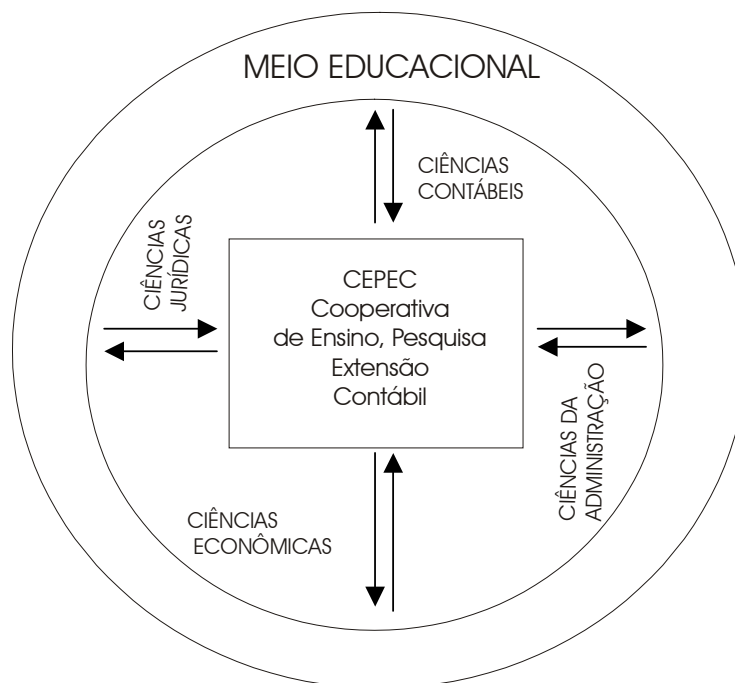 MEIO EDUCACIONAL
CIÊNCIAS
CONTÁBEIS
CIÊNCIAS
JURÍDICAS
CEPEC
Cooperativa
de Ensino, Pesquisa
Extensão
Contábil
CIÊNCIAS DA
ADMINISTRAÇÃO
CIÊNCIAS
ECONÔMICAS